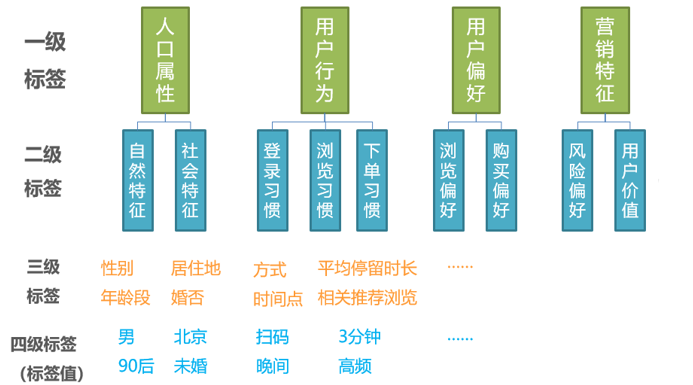 一级
标签
人口属性
用户行为
用户偏好
营销特征
二级
标签
自然特征
社会特征
登录习惯
浏览习惯
下单习惯
浏览偏好
购买偏好
风险偏好
用户价值
三级
标签
性别
居住地
方式
平均停留时长
······
年龄段
婚否
时间点
相关推荐浏览
四级标签
（标签值）
男
北京
扫码
3分钟
······
90后
未婚
晚间
高频